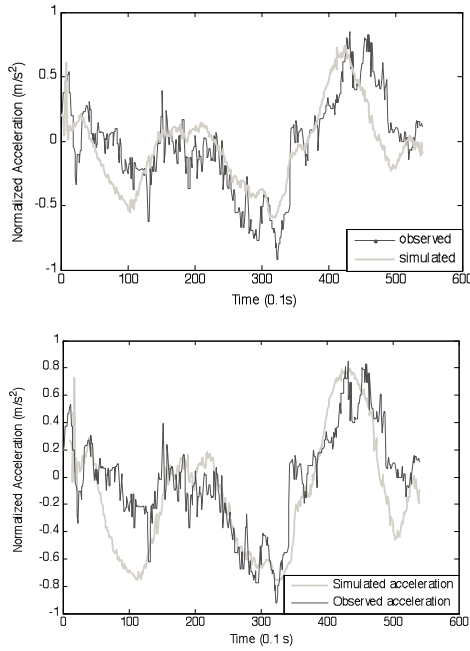 1
0.5
0
-0.5
-1
Normalized Acceleration (m/s²)
observed
simulated
0 100 200 300 400 500 600
Time (0.1s)
1
0.8
0.6
0.4
0.2
0
-0.2
-0.4
-0.6
-0.8
-1
Normalized Acceleration (m/s²)
Simulated acceleration
Observed acceleration
0 100 200 300 400 500 600
Time (0.1s)